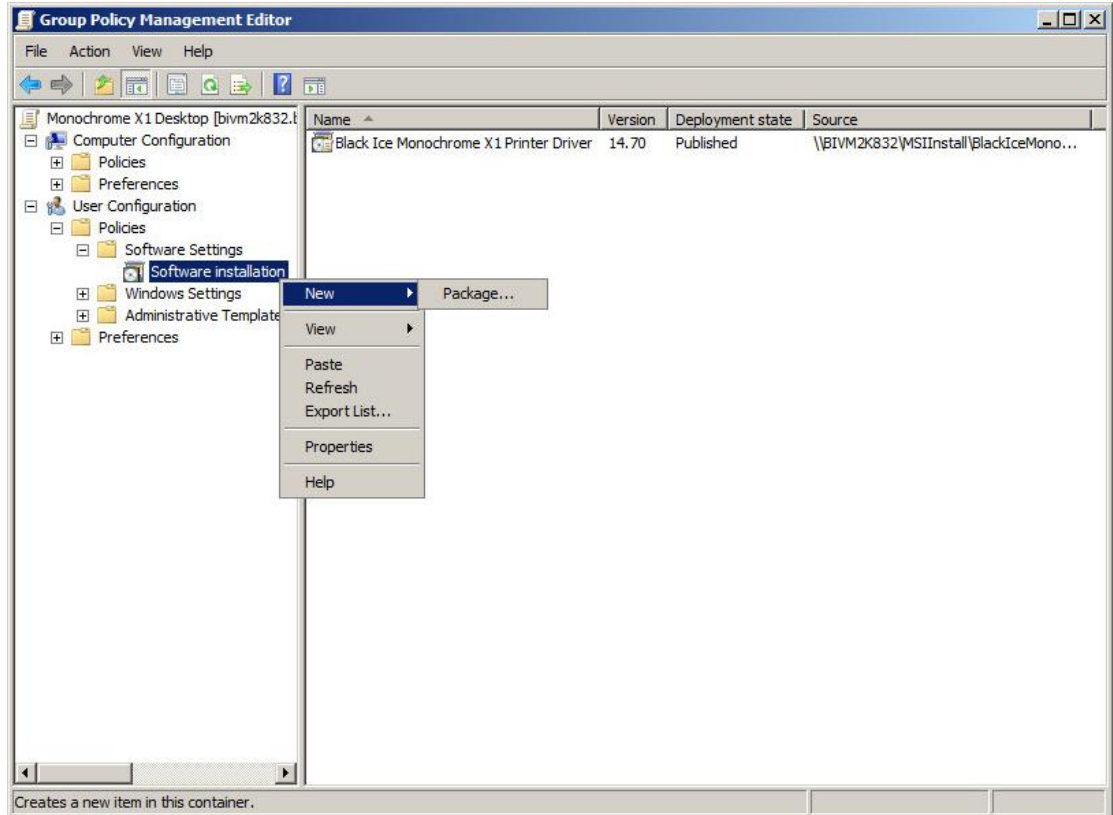 Group Policy Management Editor
File Action View Help
Monochrome X1 Desktop [bivm2k832.b
Computer Configuration
Policies
Preferences
User Configuration
Policies
Software Settings
Software installation
Windows Settings
Administrative Template
Preferences
Name Version Deployment state Source
Black Ice Monochrome X1 Printer Driver 14.70 Published \\BIVM2K832\MSIInstall\BlackIceMono...
New
Package...
View
Paste
Refresh
Export List...
Properties
Help
Creates a new item in this container.